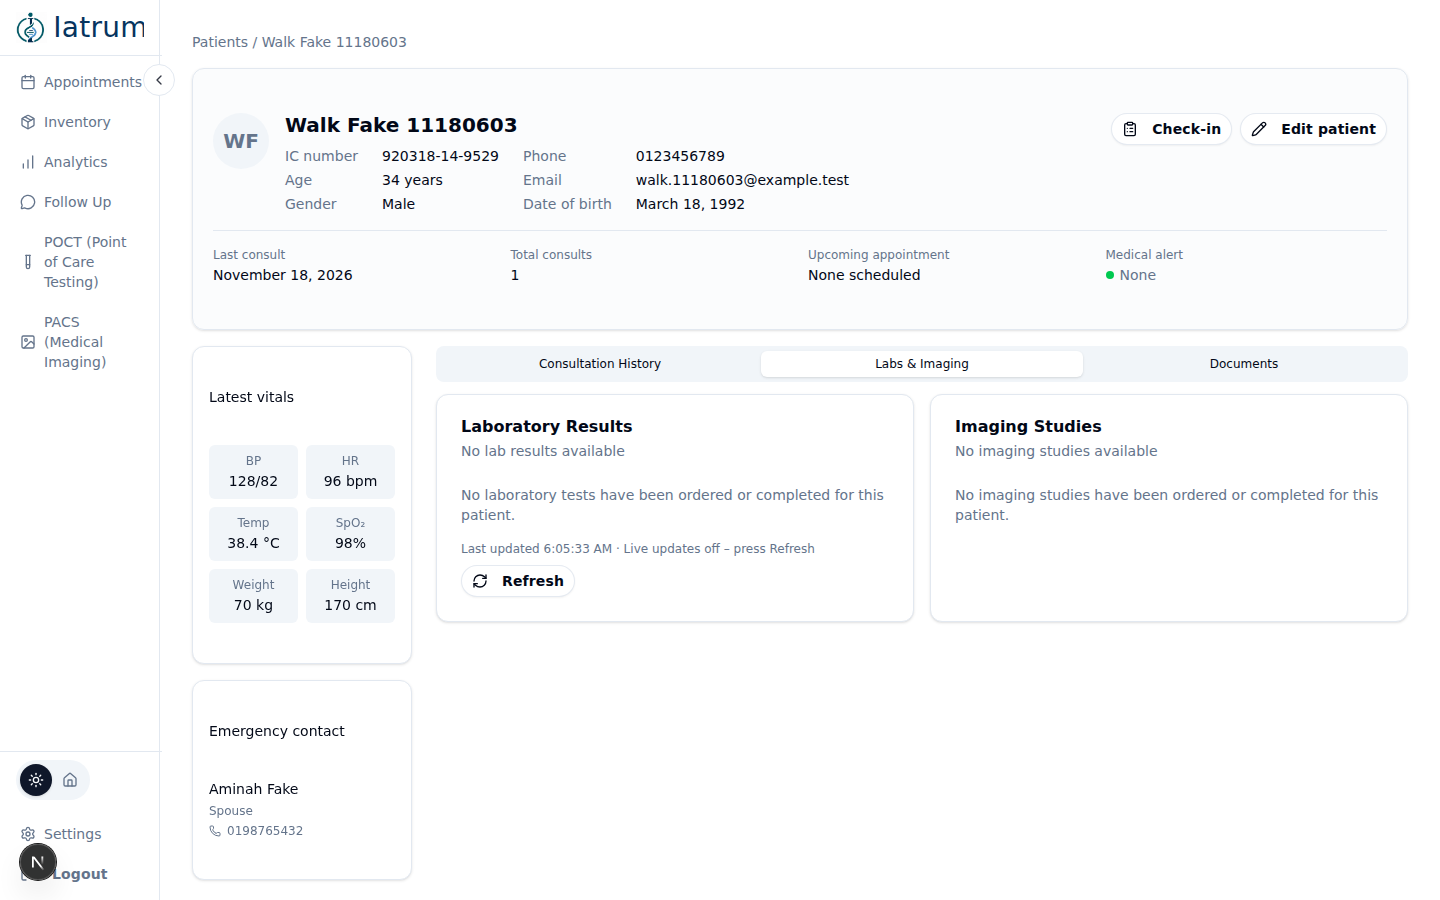 Iatrum
Appointments
Inventory
Analytics
Follow Up
POCT (Point
of Care
Testing)
PACS
(Medical
Imaging)
Settings
N
Logout
Patients / Walk Fake 11180603
WF
Walk Fake 11180603
Check-in
Edit patient
IC number 920318-14-9529 Phone 0123456789
Age 34 years Email walk.11180603@example.test
Gender Male Date of birth March 18, 1992
Last consult Total consults Upcoming appointment Medical alert
November 18, 2026 1 None scheduled None
Latest vitals
BP HR
128/82 96 bpm
Temp SpO₂
38.4 °C 98%
Weight Height
70 kg 170 cm
Emergency contact
Aminah Fake
Spouse
0198765432
Consultation History Labs & Imaging Documents
Laboratory Results
No lab results available
No laboratory tests have been ordered or completed for this
patient.
Last updated 6:05:33 AM · Live updates off – press Refresh
Refresh
Imaging Studies
No imaging studies available
No imaging studies have been ordered or completed for this
patient.